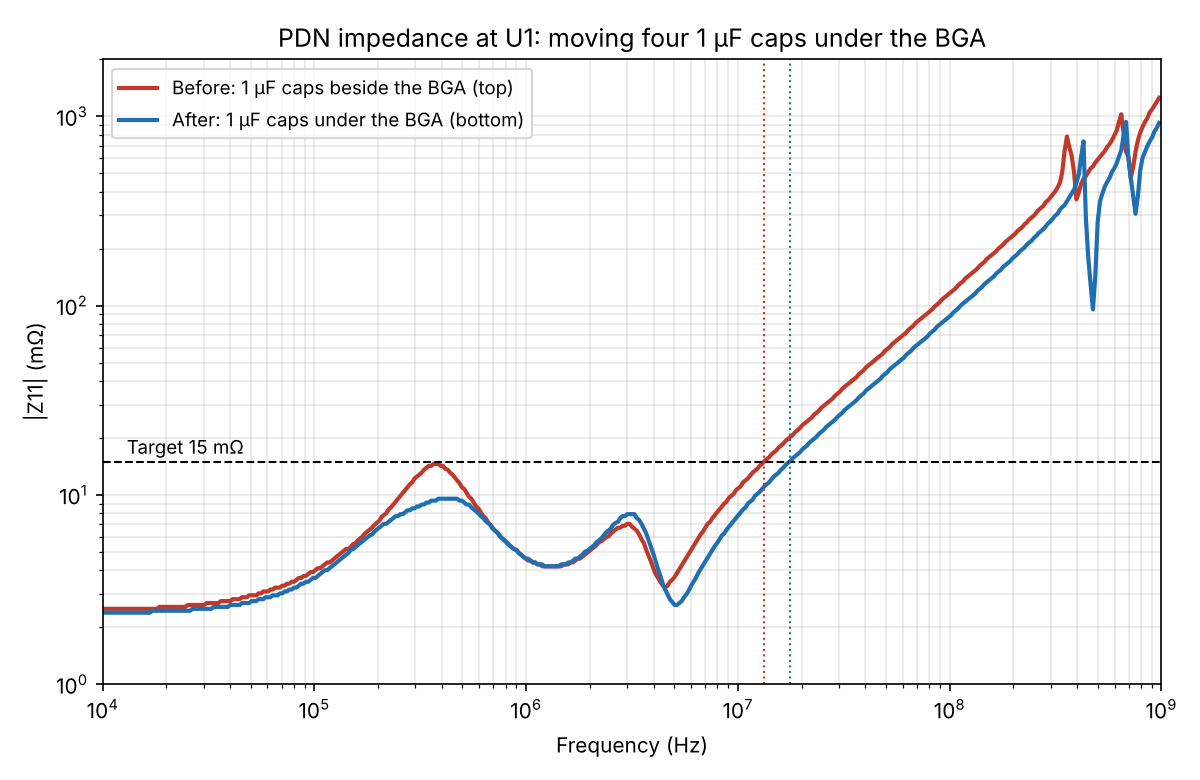 PDN impedance at U1: moving four 1 µF caps under the BGA
Before: 1 µF caps beside the BGA (top)
After: 1 µF caps under the BGA (bottom)
|Z11| (mΩ)
10³
10²
10¹
10⁰
Target 15 mΩ
10⁴
10⁵
10⁶
10⁷
10⁸
10⁹
Frequency (Hz)